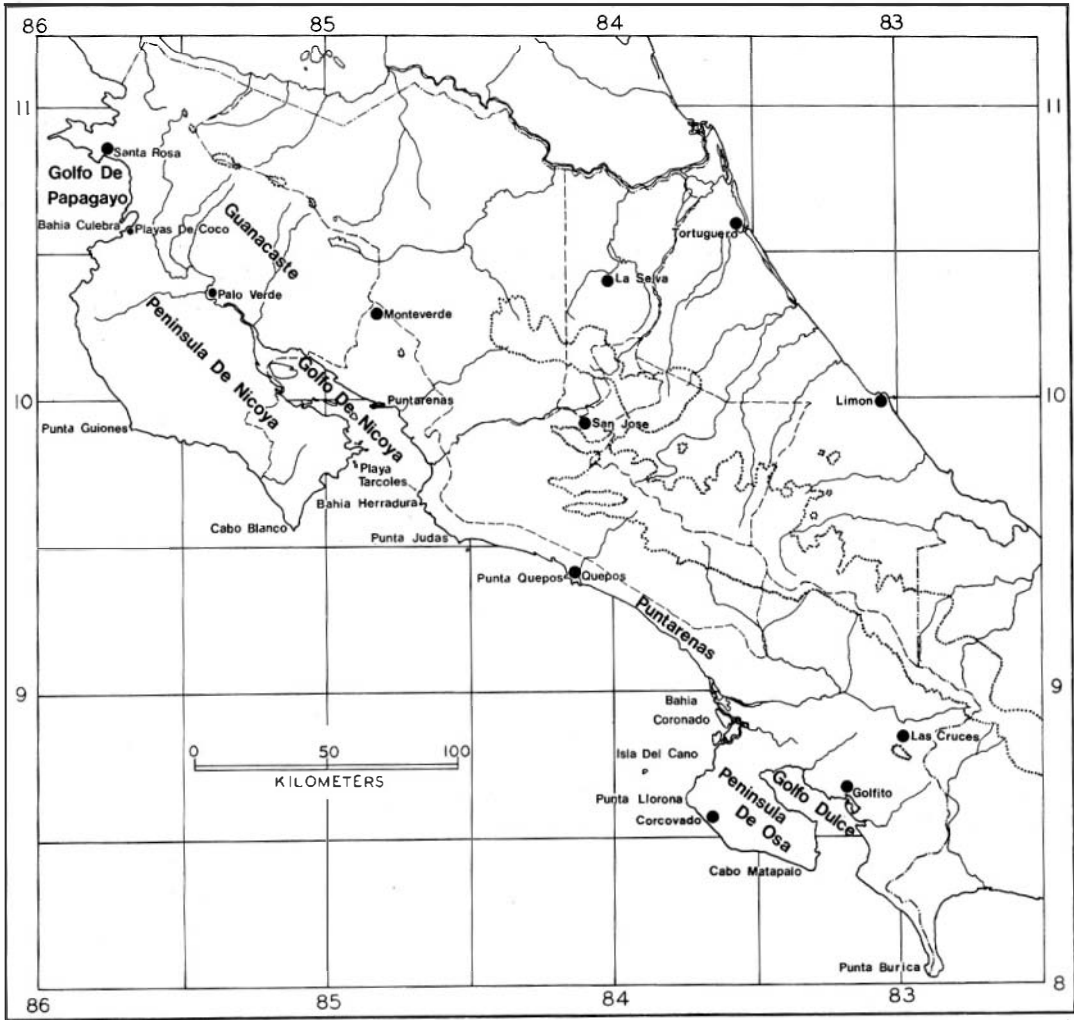 86 85 84 83
11 11
Santa Rosa
Golfo De
Papagayo
Bahia Culebra
Playas De Coco
Guanacaste
Tortuguero
La Selva
Palo Verde
Monteverde
Peninsula De Nicoya
Golfo De Nicoya
Puntarenas
10 10
Limon
San Jose
Punta Guiones
Playa
Tarcoles
Bahia Herradura
Cabo Blanco
Punta Judas
Punta Quepos
Quepos
Puntarenas
9 9
Bahia
Coronado
Las Cruces
0 50 100
KILOMETERS
Isla Del Cano
Golfito
Golfo Dulce
Peninsula
De Osa
Punta Llorona
Corcovado
Cabo Matapalo
Punta Burica
8
86 85 84 83